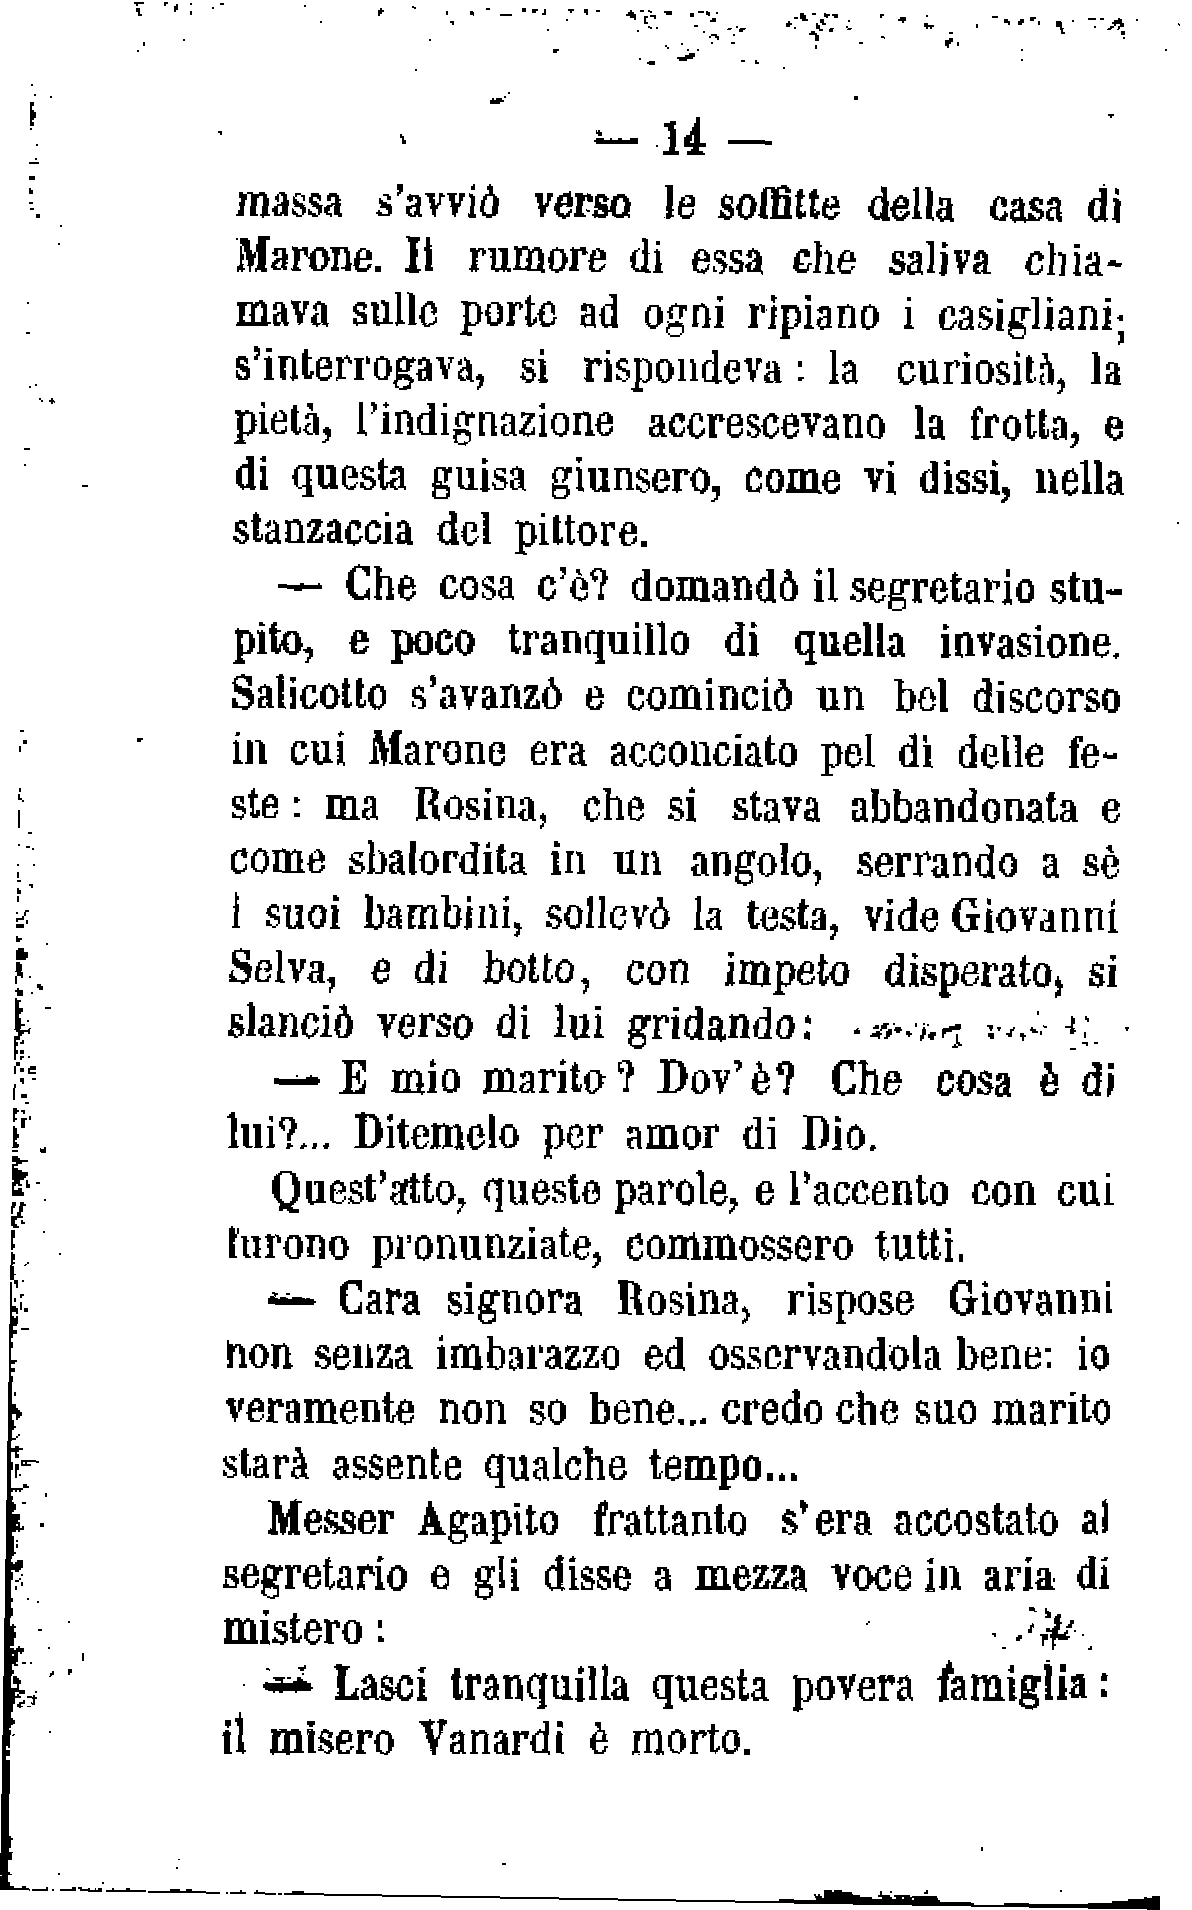 — 14 —
massa s'avviò verso le soffitte della casa di
Marone. Il rumore di essa che saliva chia-
mava sulle porte ad ogni ripiano i casigliani;
s'interrogava, si rispondeva: la curiosità, la
pietà, l'indignazione accrescevano la frotta, e
di questa guisa giunsero, come vi dissi, nella
stanzaccia del pittore.
— Che cosa c'è? domandò il segretario stu-
pito, e poco tranquillo di quella invasione.
Salicotto s'avanzò e cominciò un bel discorso
in cui Marone era acconciato pel dì delle fe-
ste: ma Rosina, che si stava abbandonata e
come sbalordita in un angolo, serrando a sè
i suoi bambini, sollevò la testa, vide Giovanni
Selva, e di botto, con impeto disperato, si
slanciò verso di lui gridando:
— E mio marito? Dov'è? Che cosa è di
lui?... Ditemelo per amor di Dio.
Quest'atto, queste parole, e l'accento con cui
furono pronunziate, commossero tutti.
— Cara signora Rosina, rispose Giovanni
non senza imbarazzo ed osservandola bene: io
veramente non so bene... credo che suo marito
starà assente qualche tempo...
Messer Agapito frattanto s'era accostato al
segretario e gli disse a mezza voce in aria di
mistero:
— Lasci tranquilla questa povera famiglia:
il misero Vanardi è morto.